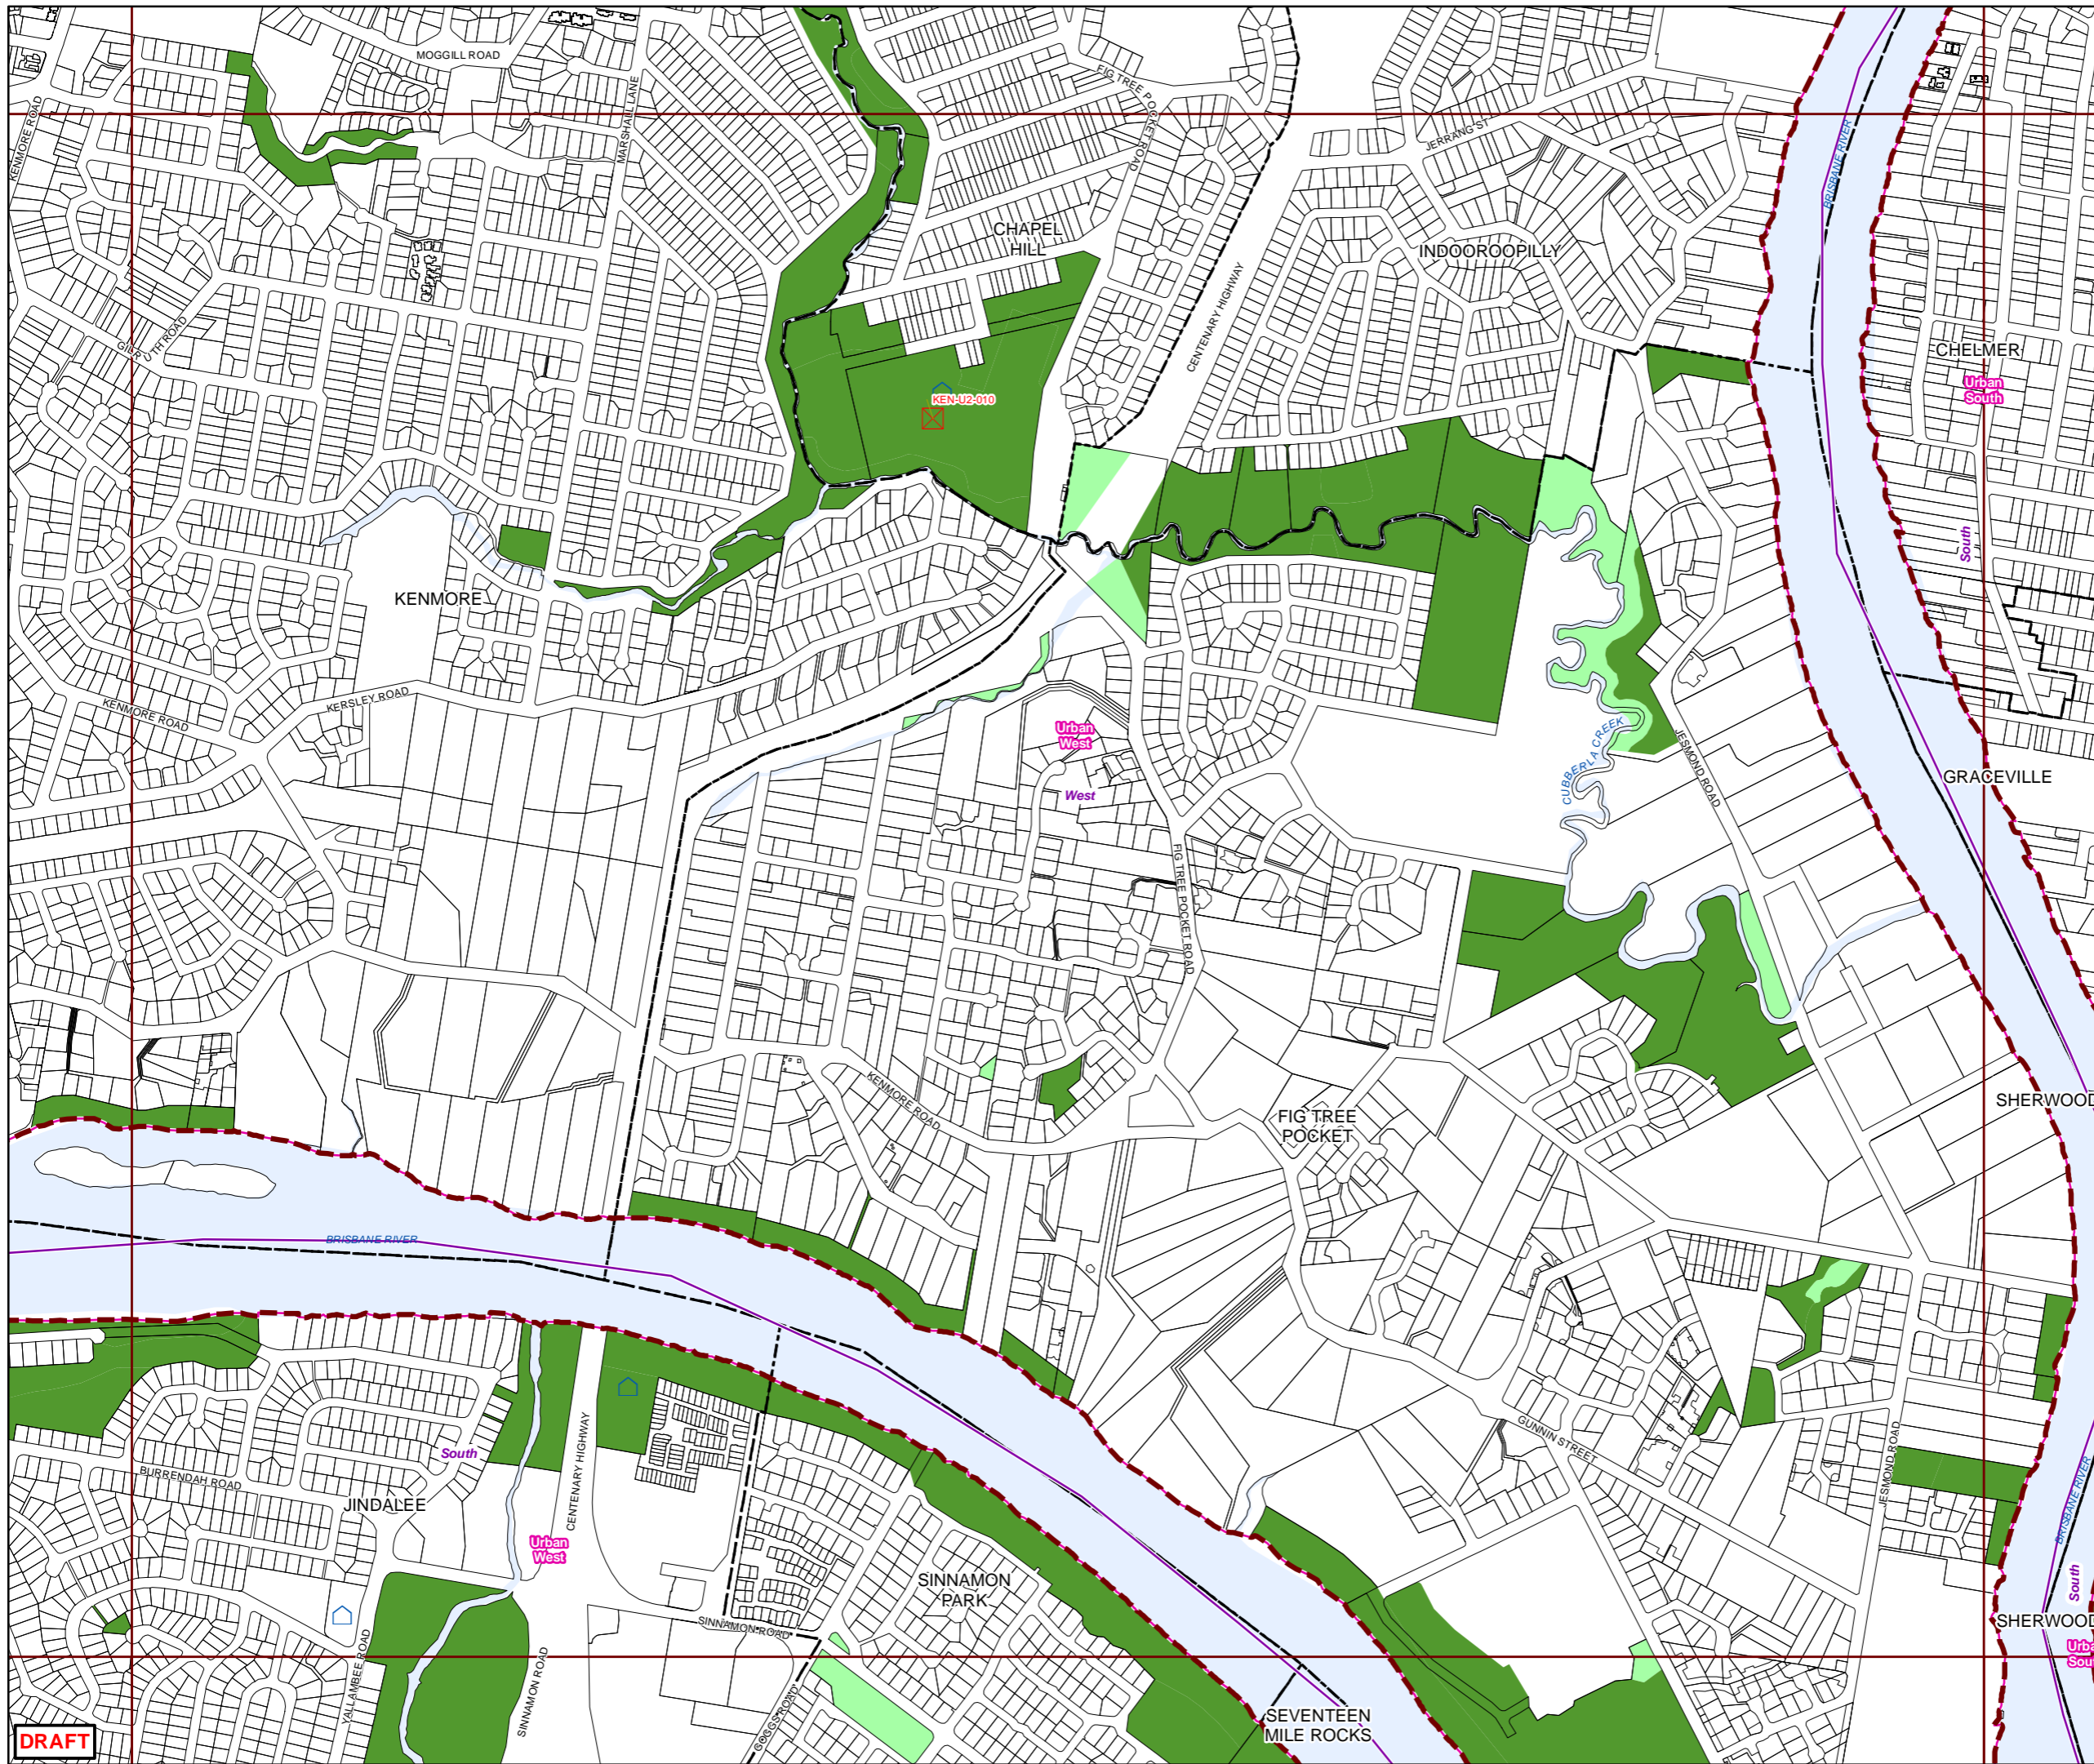 MOGGILL ROAD
KENMORE ROAD
MARSHALL LANE
FIG TREE POCKET ROAD
JERRANG ST
BRISBANE RIVER
CHAPEL
HILL
INDOOROOPILLY
CENTENARY HIGHWAY
GILRUTH ROAD
CHELMER
Urban
South
KEN-U2-010
South
KENMORE
KERSLEY ROAD
KENMORE ROAD
Urban
West
West
CUBBERLA CREEK
JESMOND ROAD
GRACEVILLE
FIG TREE POCKET ROAD
KENMORE ROAD
FIG TREE
POCKET
SHERWOOD
BRISBANE RIVER
GUNNIN STREET
JESMOND ROAD
South
BURRENDAH ROAD
JINDALEE
CENTENARY HIGHWAY
Urban
West
BRISBANE RIVER
SINNAMON
PARK
South
SINNAMON ROAD
SHERWOOD
Urba
Sout
YALLAMBEE ROAD
SINNAMON ROAD
GOGGS ROAD
SEVENTEEN
MILE ROCKS
DRAFT